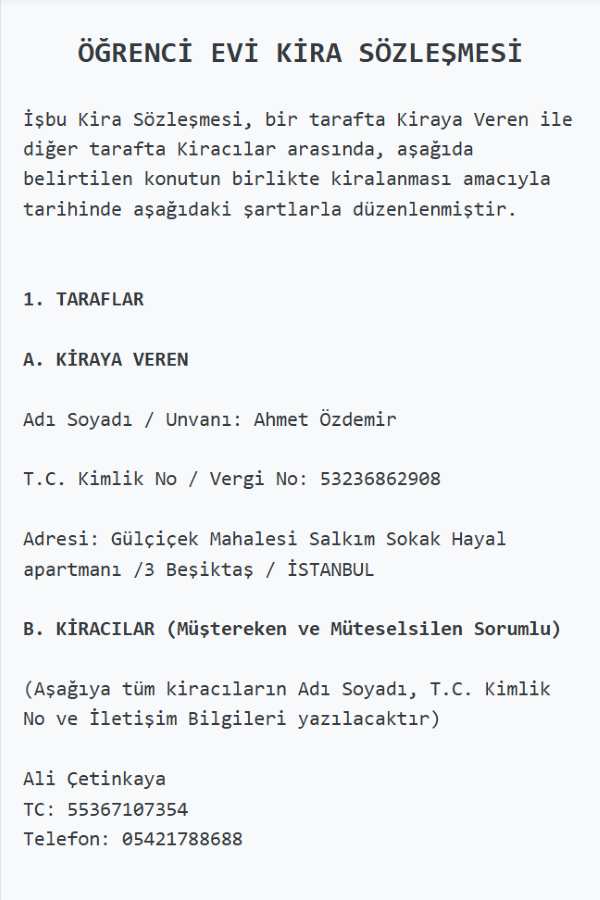 ÖĞRENCİ EVİ KİRA SÖZLEŞMESİ
İşbu Kira Sözleşmesi, bir tarafta Kiraya Veren ile
diğer tarafta Kiracılar arasında, aşağıda
belirtilen konutun birlikte kiralanması amacıyla
tarihinde aşağıdaki şartlarla düzenlenmiştir.
1. TARAFLAR
A. KİRAYA VEREN
Adı Soyadı / Unvanı: Ahmet Özdemir
T.C. Kimlik No / Vergi No: 53236862908
Adresi: Gülçiçek Mahalesi Salkım Sokak Hayal
apartmanı /3 Beşiktaş / İSTANBUL
B. KİRACILAR (Müştereken ve Müteselsilen Sorumlu)
(Aşağıya tüm kiracıların Adı Soyadı, T.C. Kimlik
No ve İletişim Bilgileri yazılacaktır)
Ali Çetinkaya
TC: 55367107354
Telefon: 05421788688